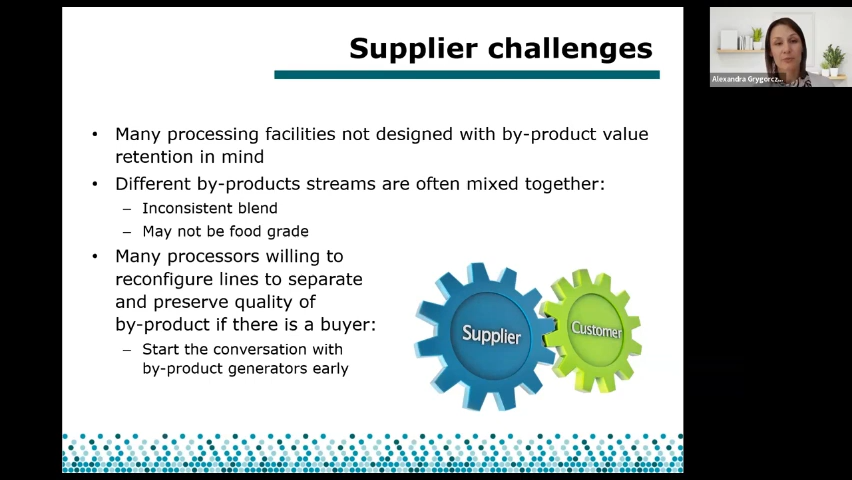 Supplier challenges
• Many processing facilities not designed with by-product value
retention in mind
• Different by-products streams are often mixed together:
– Inconsistent blend
– May not be food grade
• Many processors willing to
reconfigure lines to separate
and preserve quality of
by-product if there is a buyer:
– Start the conversation with
by-product generators early
Supplier
Customer
Alexandra Grygorcz...